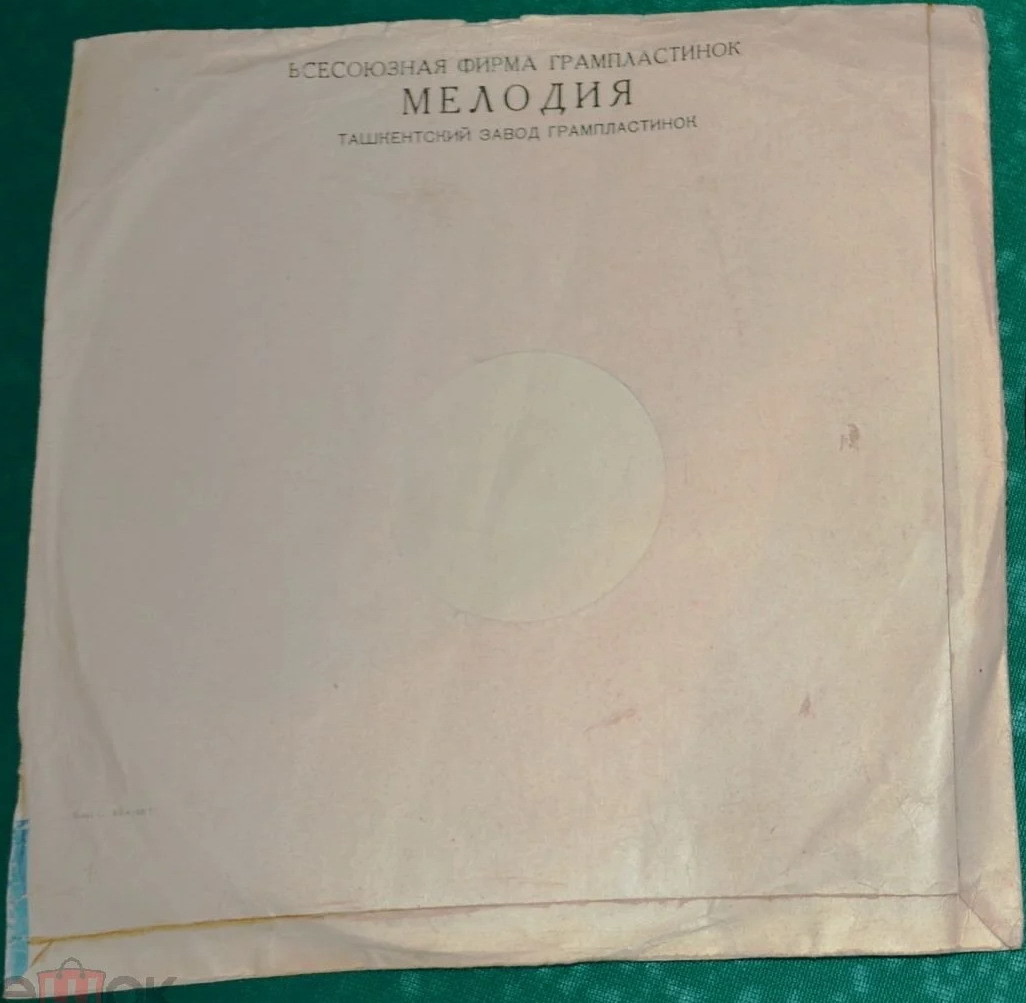 ВСЕСОЮЗНАЯ ФИРМА ГРАМПЛАСТИНОК
МЕЛОДИЯ
ТАШКЕНТСКИЙ ЗАВОД ГРАМПЛАСТИНОК